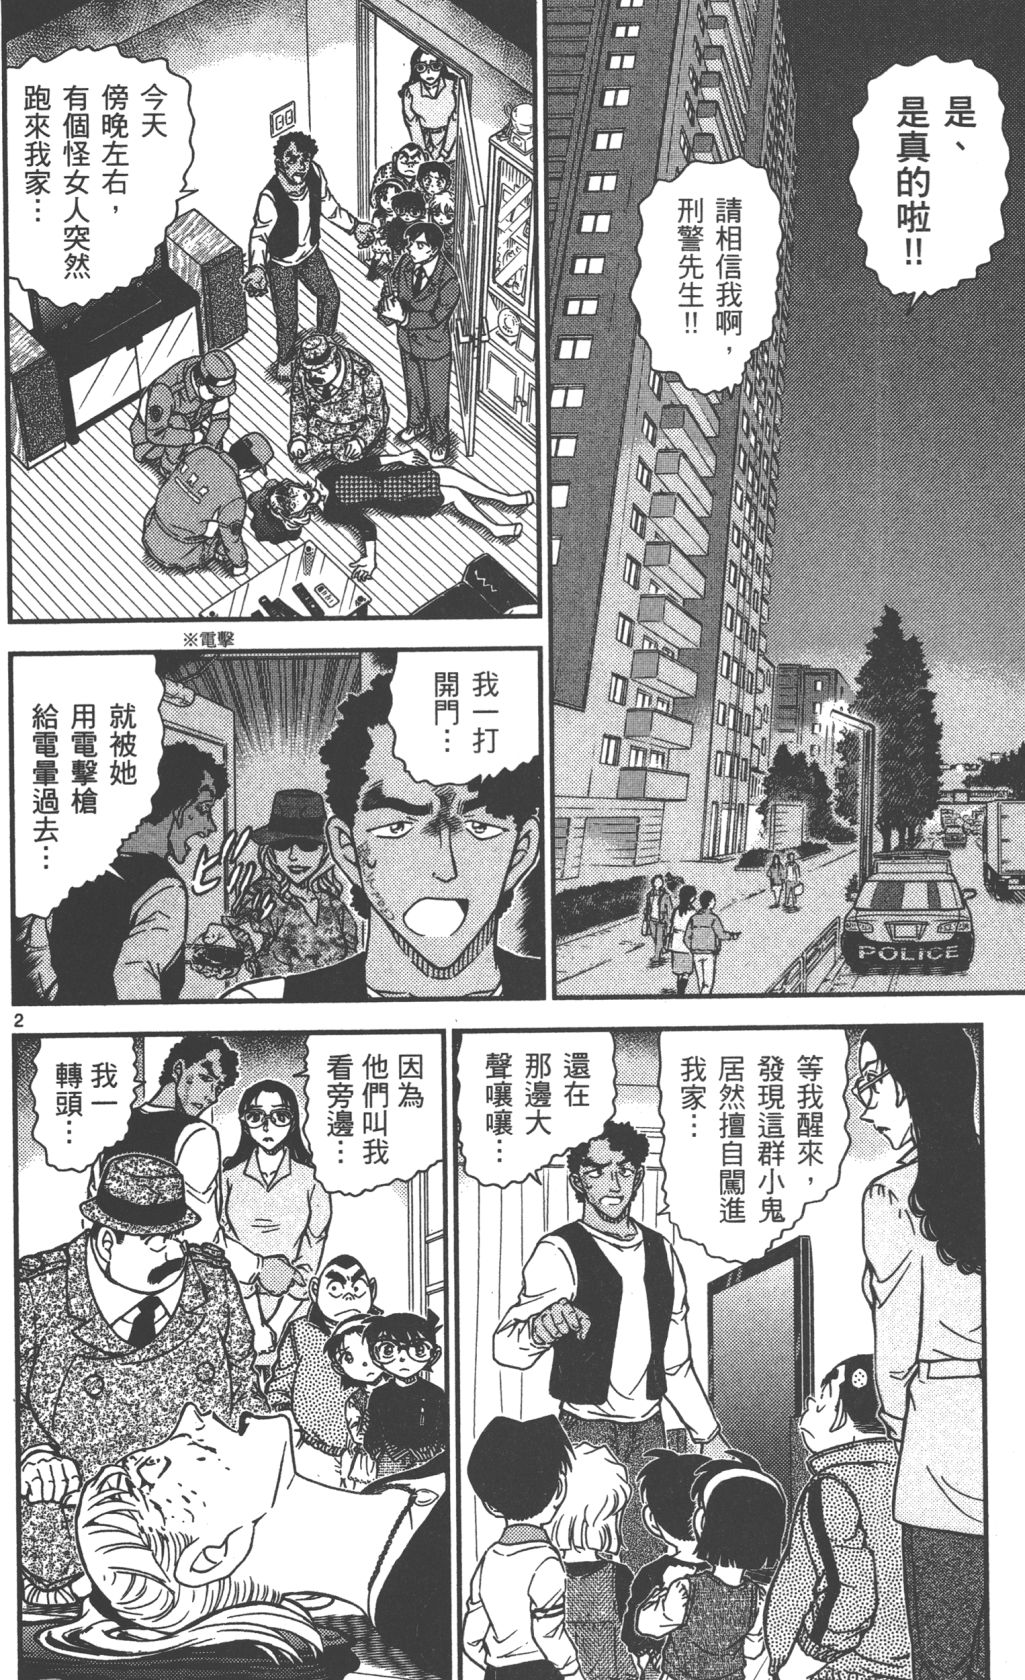 是、
是真的啦!!
請相信我啊，
刑警先生!!
POLICE
今天
傍晚左右，
有個怪女人突然
跑來我家…
※電擊
我一打
開門…
就被她
用電擊槍
給電暈過去…
ビリリ
2
等我醒來，
發現這群小鬼
居然擅自闖進
我家…
還在
那邊大
聲嚷嚷…
因為
他們叫我
看旁邊…
我一
轉頭…